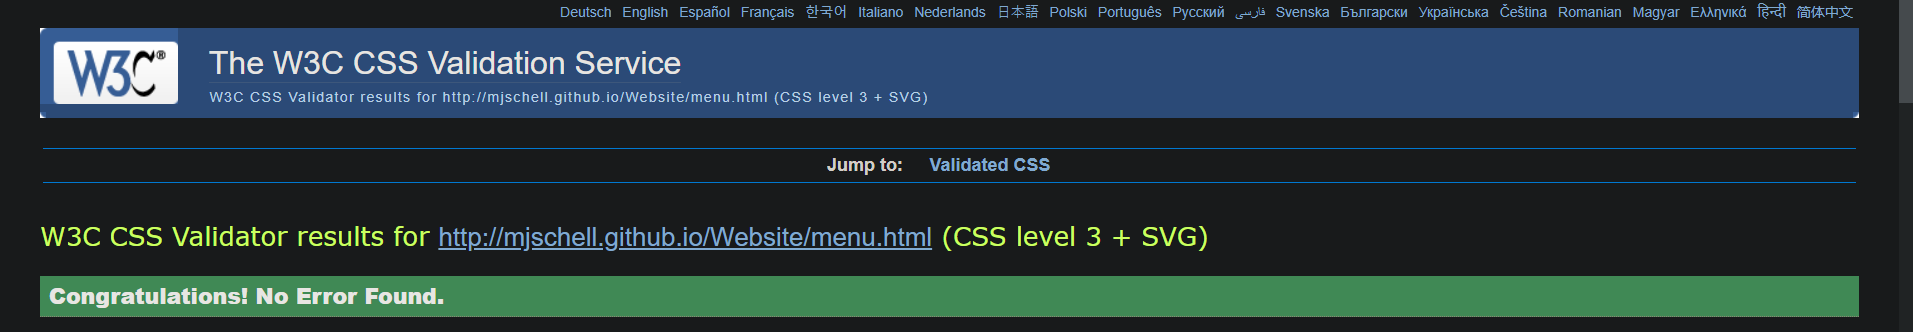 Deutsch English Español Français 한국어 Italiano Nederlands 日本語 Polski Português Русский فارسی Svenska Български Українська Čeština Romanian Magyar Ελληνικά हिन्दी 简体中文
W3C®
The W3C CSS Validation Service
W3C CSS Validator results for http://mjschell.github.io/Website/menu.html (CSS level 3 + SVG)
Jump to: Validated CSS
W3C CSS Validator results for http://mjschell.github.io/Website/menu.html (CSS level 3 + SVG)
Congratulations! No Error Found.